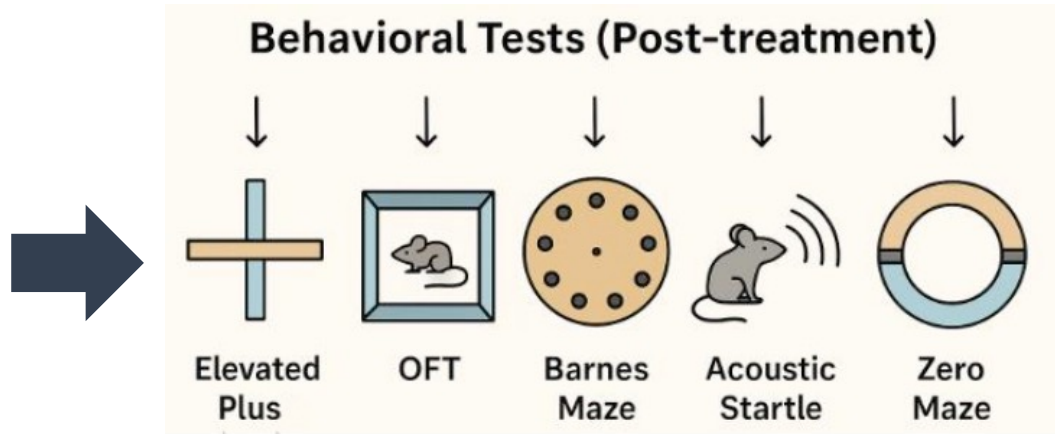 Behavioral Tests (Post-treatment)
Elevated
Plus
OFT
Barnes
Maze
Acoustic
Startle
Zero
Maze